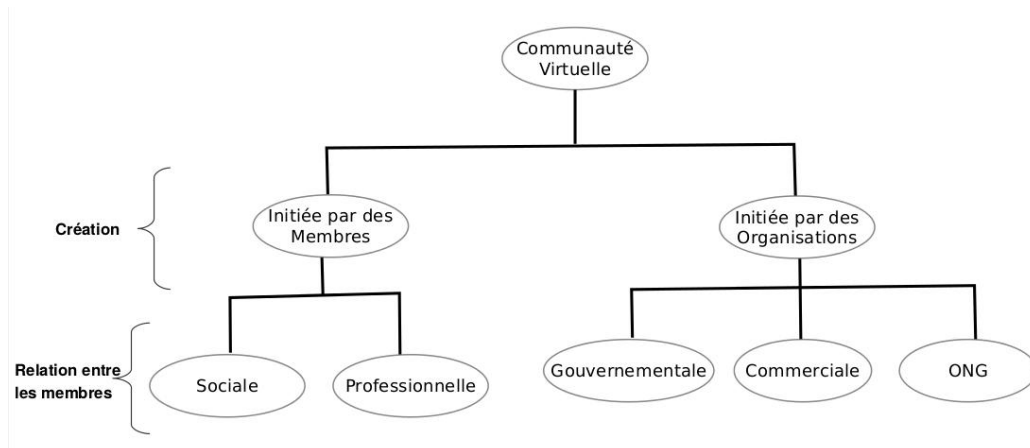 Communauté
Virtuelle
Création
Initiée par des
Membres
Initiée par des
Organisations
Relation entre
les membres
Sociale
Professionnelle
Gouvernementale
Commerciale
ONG